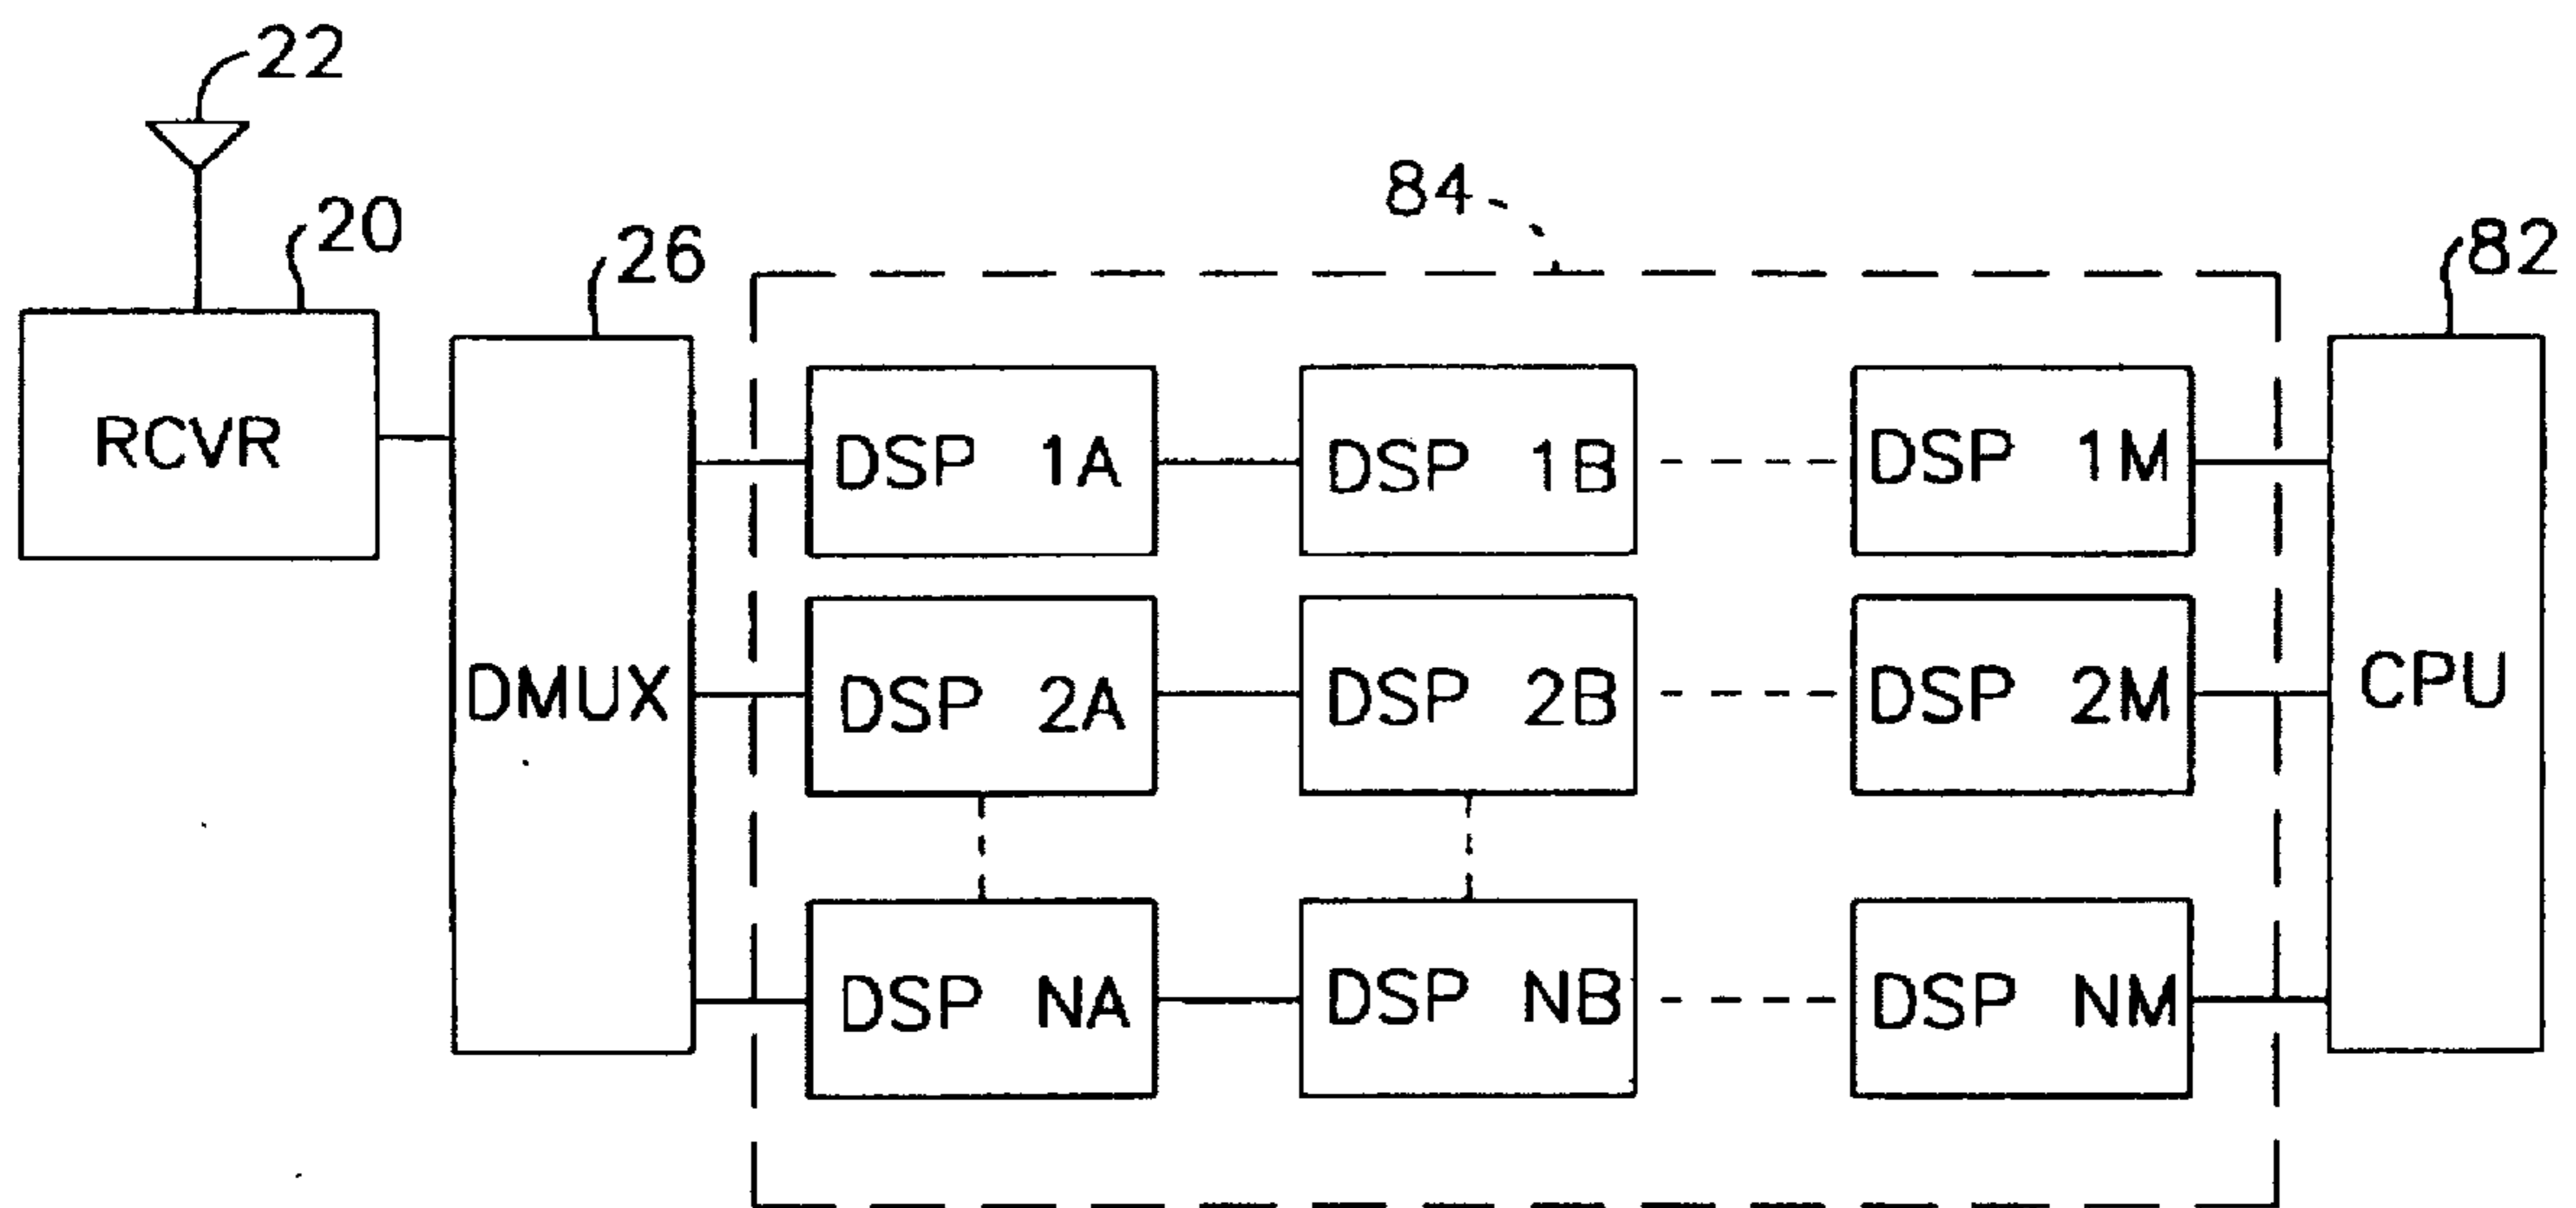 22
20
26
84
82
RCVR
DMUX
DSP 1A
DSP 1B
DSP 1M
DSP 2A
DSP 2B
DSP 2M
DSP NA
DSP NB
DSP NM
CPU